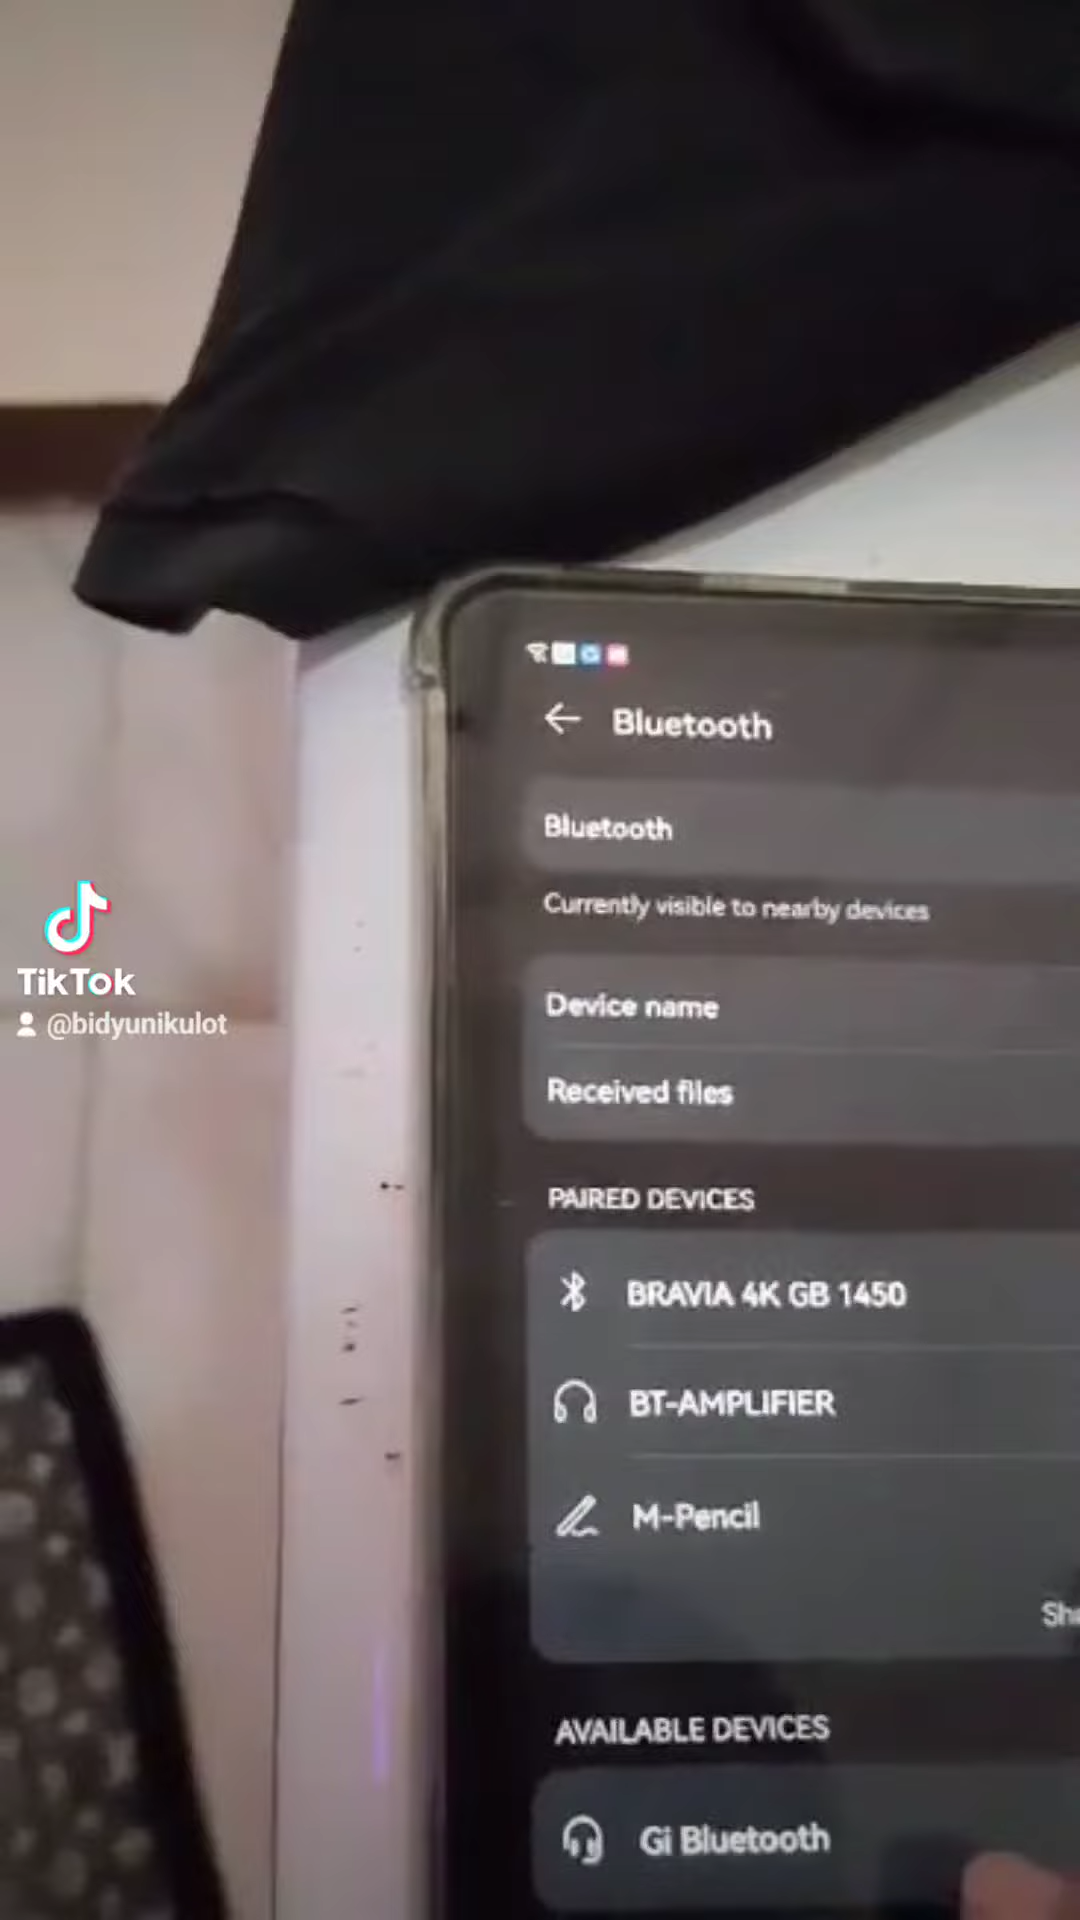 Bluetooth
Bluetooth
Currently visible to nearby devices
Device name
Received files
PAIRED DEVICES
BRAVIA 4K GB 1450
BT-AMPLIFIER
M-Pencil
AVAILABLE DEVICES
Gi Bluetooth
TikTok
@bidyunikulot